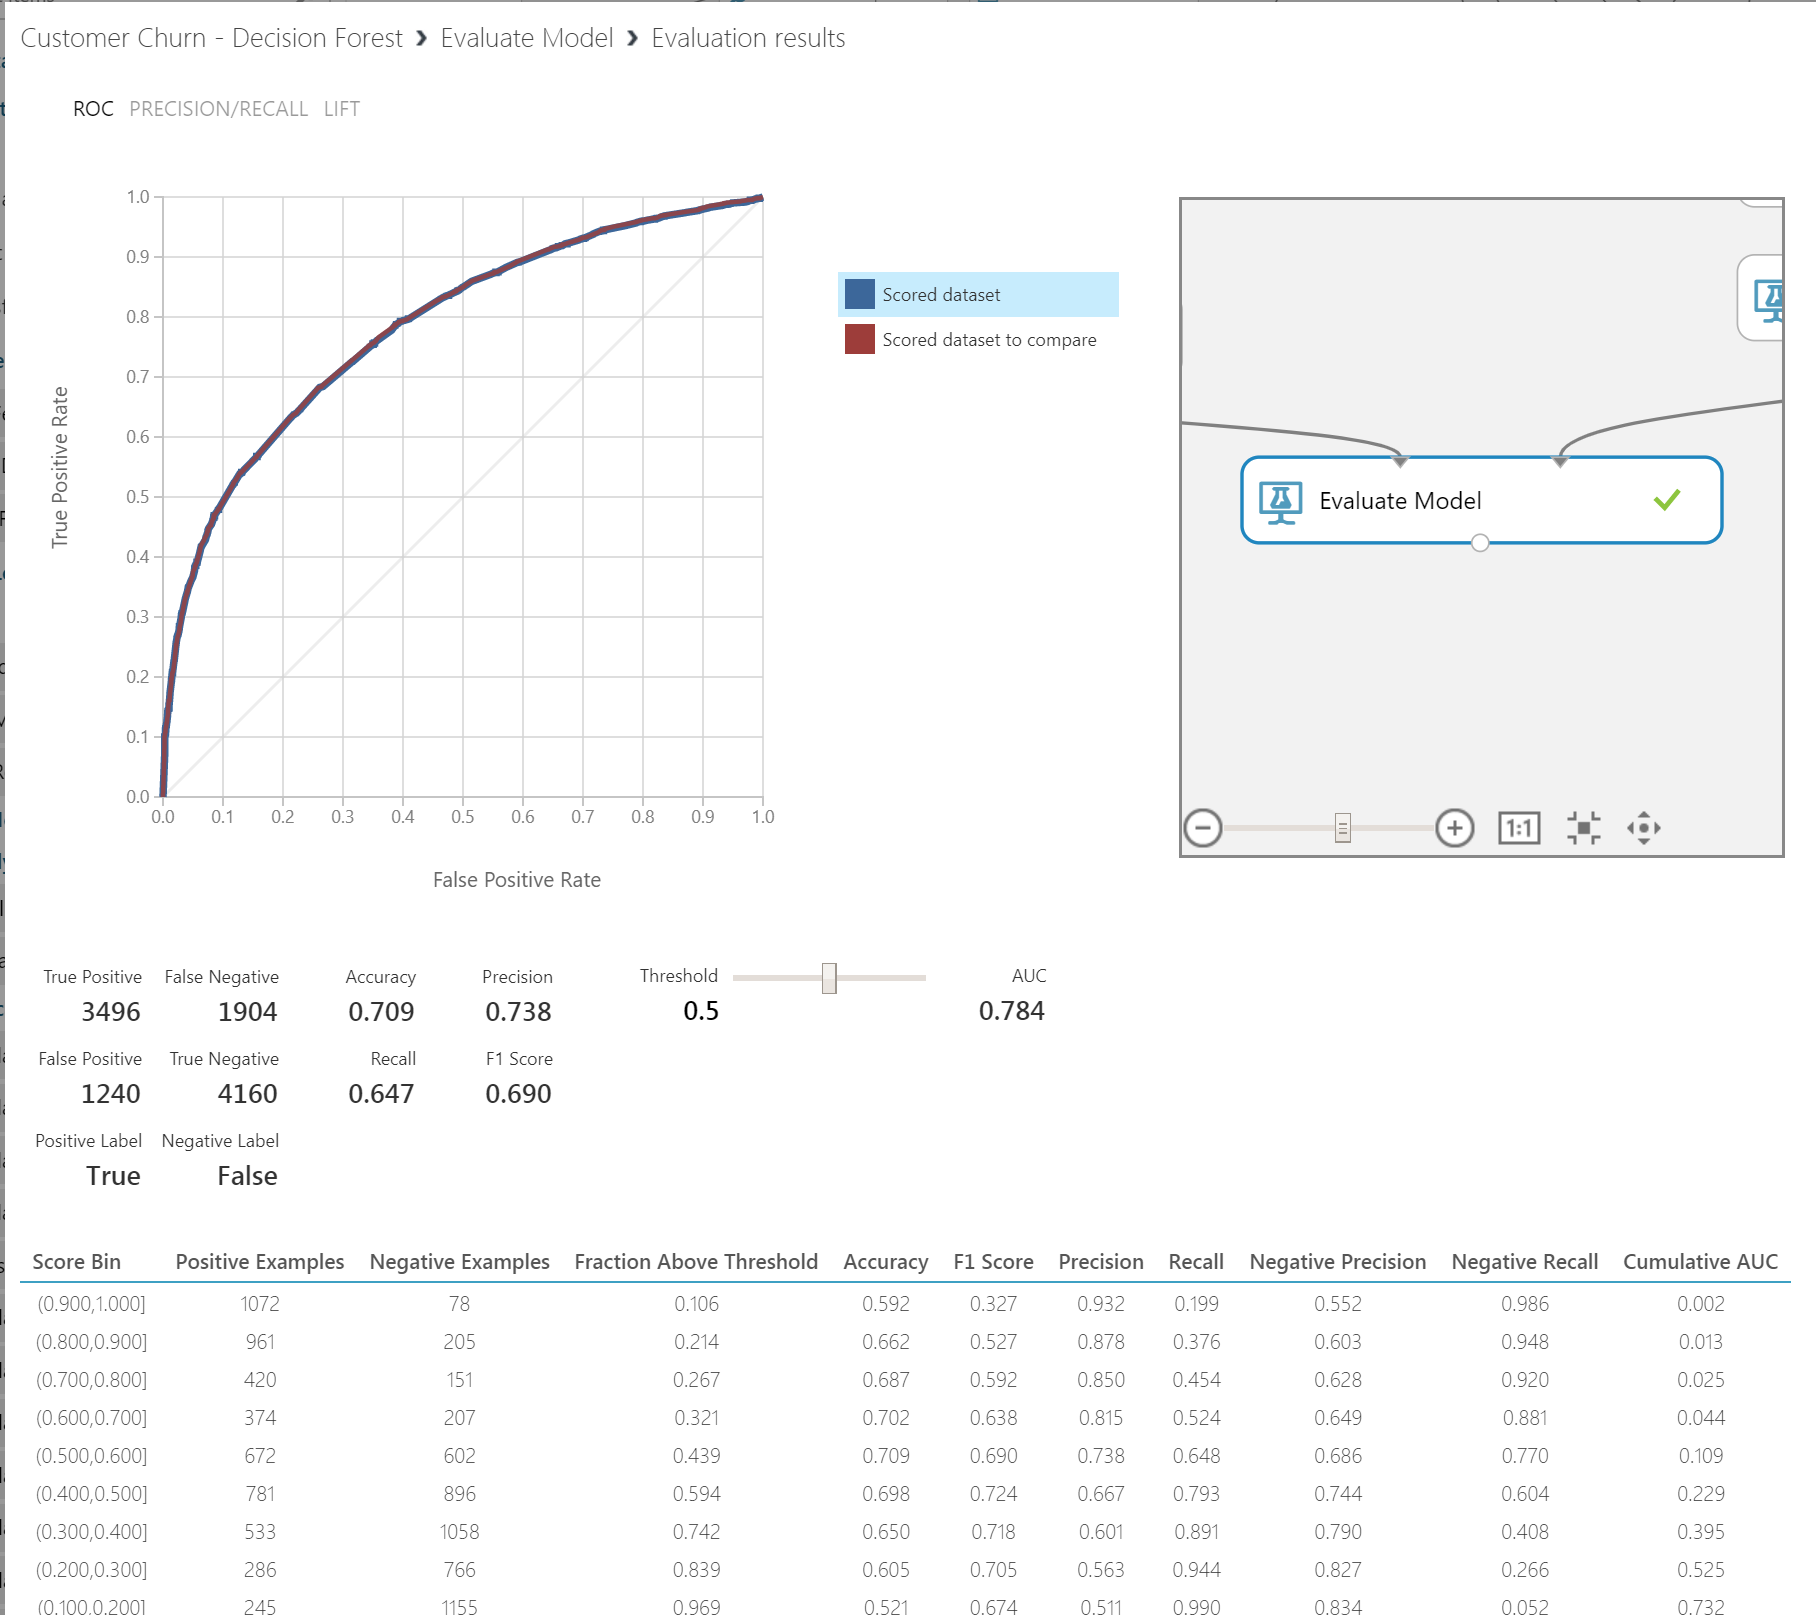 Customer Churn - Decision Forest › Evaluate Model › Evaluation results
ROC PRECISION/RECALL LIFT
1.0
0.9
0.8
0.7
0.6
0.5
0.4
0.3
0.2
0.1
0.0
True Positive Rate
0.0 0.1 0.2 0.3 0.4 0.5 0.6 0.7 0.8 0.9 1.0
False Positive Rate
Scored dataset
Scored dataset to compare
Evaluate Model
1:1
True Positive False Negative Accuracy Precision Threshold AUC
3496 1904 0.709 0.738 0.5 0.784
False Positive True Negative Recall F1 Score
1240 4160 0.647 0.690
Positive Label Negative Label
True False
Score Bin Positive Examples Negative Examples Fraction Above Threshold Accuracy F1 Score Precision Recall Negative Precision Negative Recall Cumulative AUC
(0.900,1.000] 1072 78 0.106 0.592 0.327 0.932 0.199 0.552 0.986 0.002
(0.800,0.900] 961 205 0.214 0.662 0.527 0.878 0.376 0.603 0.948 0.013
(0.700,0.800] 420 151 0.267 0.687 0.592 0.850 0.454 0.628 0.920 0.025
(0.600,0.700] 374 207 0.321 0.702 0.638 0.815 0.524 0.649 0.881 0.044
(0.500,0.600] 672 602 0.439 0.709 0.690 0.738 0.648 0.686 0.770 0.109
(0.400,0.500] 781 896 0.594 0.698 0.724 0.667 0.793 0.744 0.604 0.229
(0.300,0.400] 533 1058 0.742 0.650 0.718 0.601 0.891 0.790 0.408 0.395
(0.200,0.300] 286 766 0.839 0.605 0.705 0.563 0.944 0.827 0.266 0.525
(0.100,0.200] 245 1155 0.969 0.521 0.674 0.511 0.990 0.834 0.052 0.732